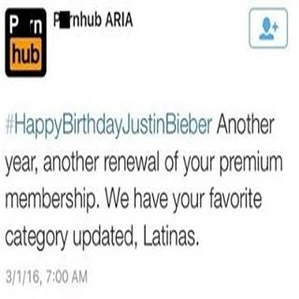 P■rnhub ARIA
P rn
hub
#HappyBirthdayJustinBieber Another
year, another renewal of your premium
membership. We have your favorite
category updated, Latinas.
3/1/16, 7:00 AM